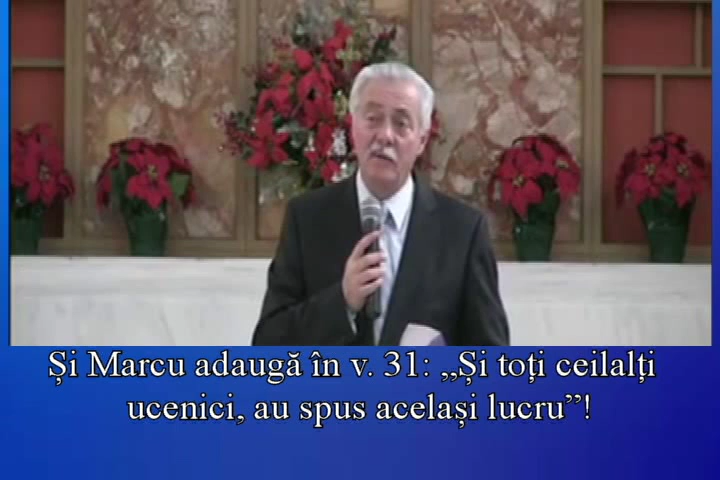 Și Marcu adaugă în v. 31: „Și toți ceilalți
ucenici, au spus același lucru”!